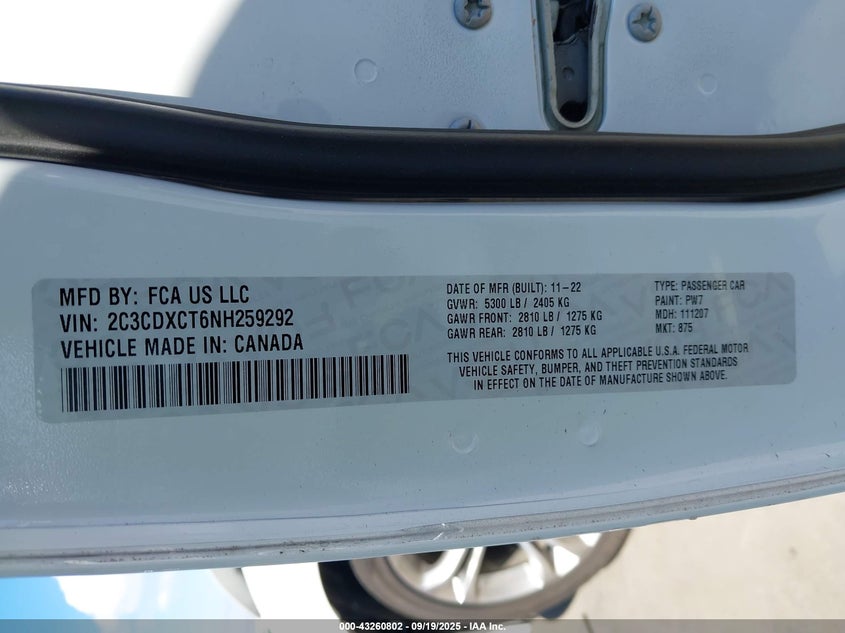 MFD BY: FCA US LLC
VIN: 2C3CDXCT6NH259292
VEHICLE MADE IN: CANADA
DATE OF MFR (BUILT): 11-22
GVWR: 5300 LB / 2405 KG
GAWR FRONT: 2810 LB / 1275 KG
GAWR REAR: 2810 LB / 1275 KG
TYPE: PASSENGER CAR
PAINT: PW7
MDH: 111207
MKT: 875
THIS VEHICLE CONFORMS TO ALL APPLICABLE U.S.A. FEDERAL MOTOR
VEHICLE SAFETY, BUMPER, AND THEFT PREVENTION STANDARDS
IN EFFECT ON THE DATE OF MANUFACTURE SHOWN ABOVE.
000-43260802 - 09/19/2025 - IAA Inc.